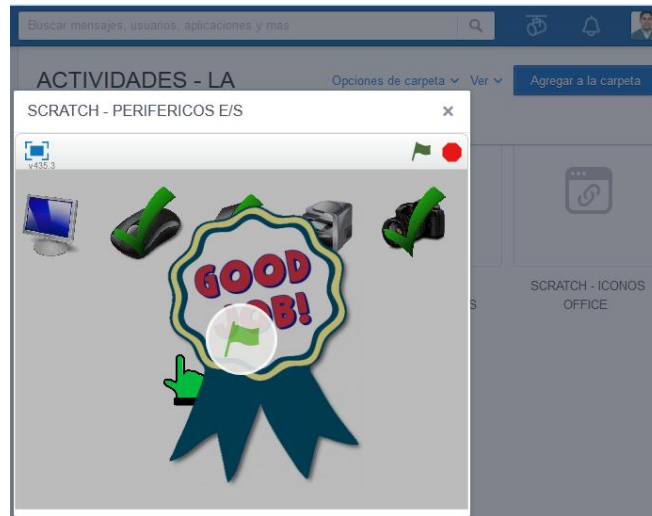 Buscar mensajes, usuarios, aplicaciones y mas
ACTIVIDADES - LA
Opciones de carpeta
Ver
Agregar a la carpeta
SCRATCH - PERIFERICOS E/S
×
v435.3
GOOD
JOB!
S
SCRATCH - ICONOS
OFFICE